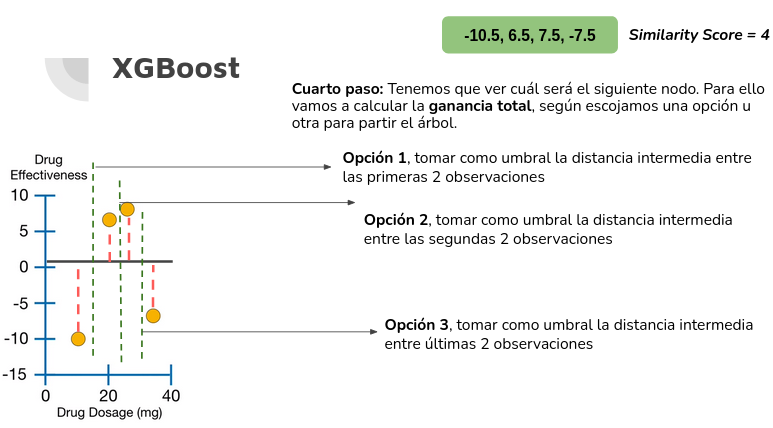 -10.5, 6.5, 7.5, -7.5
Similarity Score = 4
XGBoost
Cuarto paso: Tenemos que ver cuál será el siguiente nodo. Para ello
vamos a calcular la ganancia total, según escojamos una opción u
otra para partir el árbol.
Opción 1, tomar como umbral la distancia intermedia entre
las primeras 2 observaciones
Opción 2, tomar como umbral la distancia intermedia
entre las segundas 2 observaciones
Opción 3, tomar como umbral la distancia intermedia
entre últimas 2 observaciones
Drug
Effectiveness
10
5
0
-5
-10
-15
0 20 40
Drug Dosage (mg)